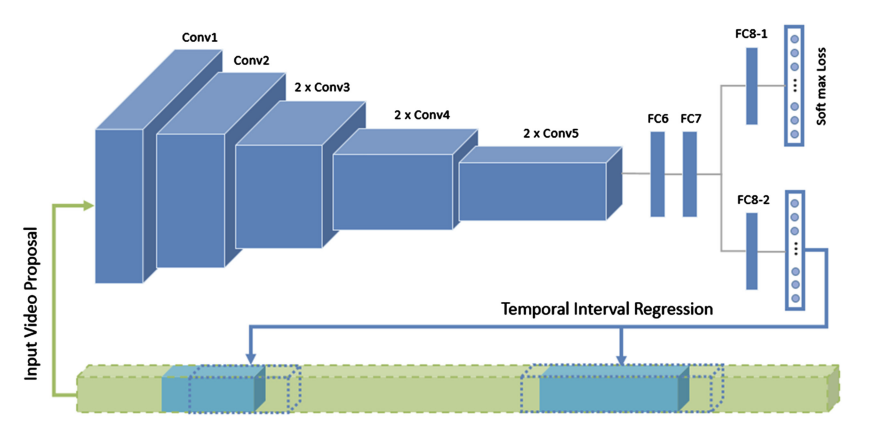 Conv1
Conv2
2 x Conv3
2 x Conv4
2 x Conv5
FC6
FC7
FC8-1
Soft max Loss
FC8-2
Temporal Interval Regression
Input Video Proposal